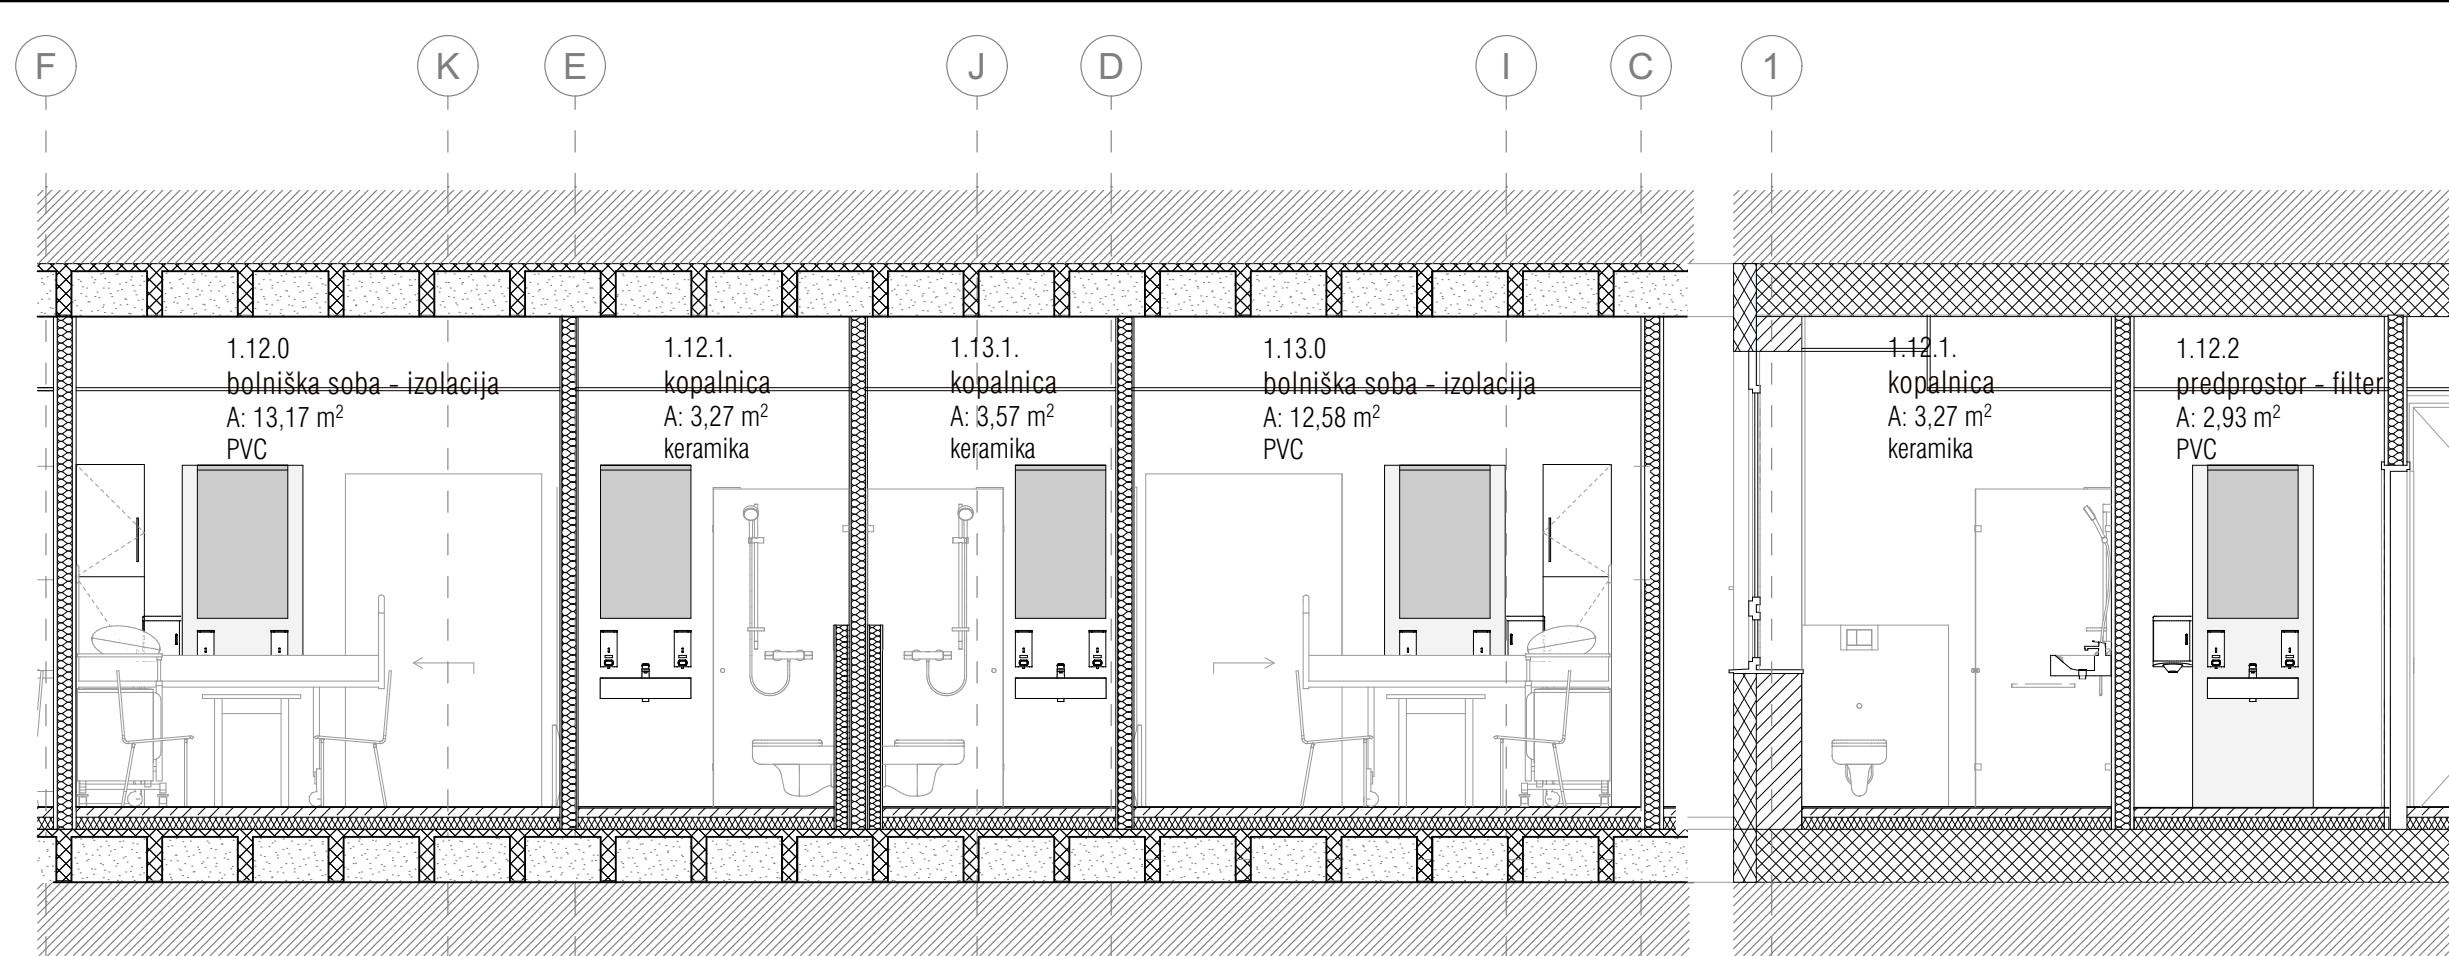 F
K
E
J
D
I
C
1
1.12.0
bolniška soba - izolacija
A: 13,17 m²
PVC
1.12.1.
kopalnica
A: 3,27 m²
keramika
1.13.1.
kopalnica
A: 3,57 m²
keramika
1.13.0
bolniška soba - izolacija
A: 12,58 m²
PVC
1.12.1.
kopalnica
A: 3,27 m²
keramika
1.12.2
predprostor - filter
A: 2,93 m²
PVC